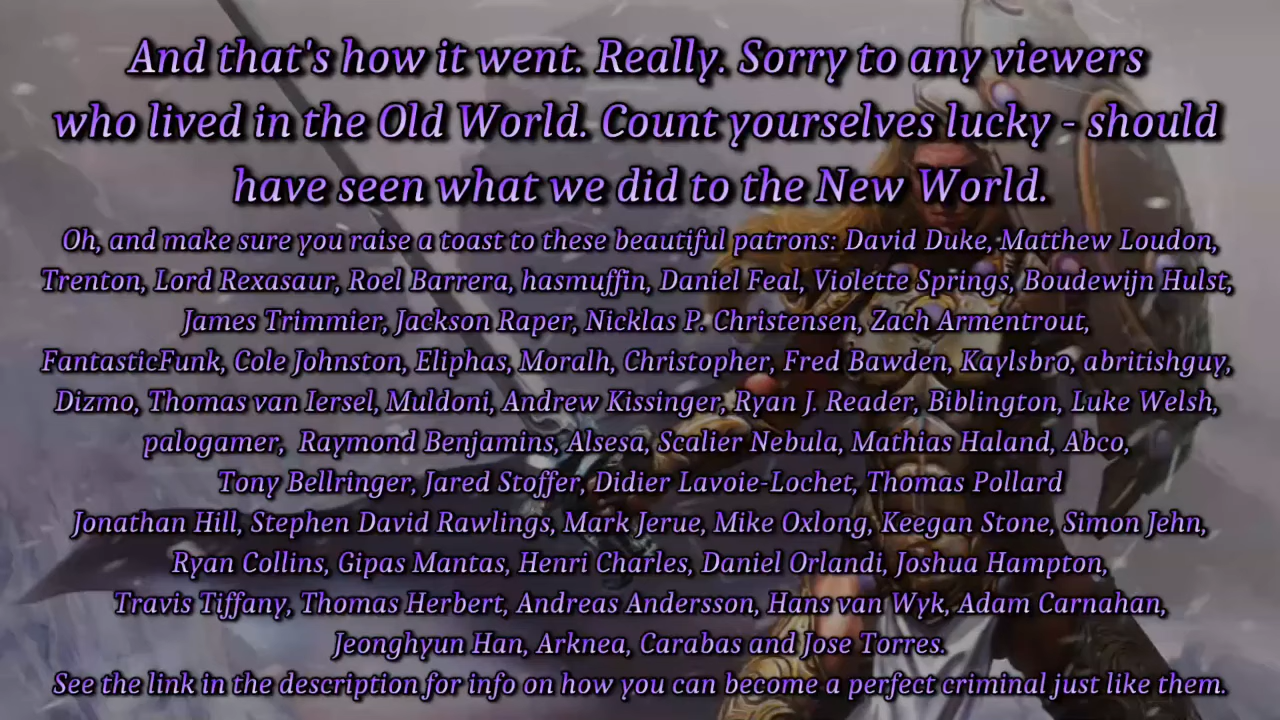 And that's how it went. Really. Sorry to any viewers
who lived in the Old World. Count yourselves lucky - should
have seen what we did to the New World.
Oh, and make sure you raise a toast to these beautiful patrons: David Duke, Matthew Loudon,
Trenton, Lord Rexasaur, Roel Barrera, hasmuffin, Daniel Feal, Violette Springs, Boudewijn Hulst,
James Trimmier, Jackson Raper, Nicklas P. Christensen, Zach Armentrout,
FantasticFunk, Cole Johnston, Eliphas, Moralh, Christopher, Fred Bawden, Kaylsbro, abritishguy,
Dizmo, Thomas van Iersel, Muldoni, Andrew Kissinger, Ryan J. Reader, Biblington, Luke Welsh,
palogamer, Raymond Benjamins, Alsesa, Scalier Nebula, Mathias Haland, Abco,
Tony Bellringer, Jared Stoffer, Didier Lavoie-Lochet, Thomas Pollard
Jonathan Hill, Stephen David Rawlings, Mark Jerue, Mike Oxlong, Keegan Stone, Simon Jehn,
Ryan Collins, Gipas Mantas, Henri Charles, Daniel Orlandi, Joshua Hampton,
Travis Tiffany, Thomas Herbert, Andreas Andersson, Hans van Wyk, Adam Carnahan,
Jeonghyun Han, Arknea, Carabas and Jose Torres.
See the link in the description for info on how you can become a perfect criminal just like them.